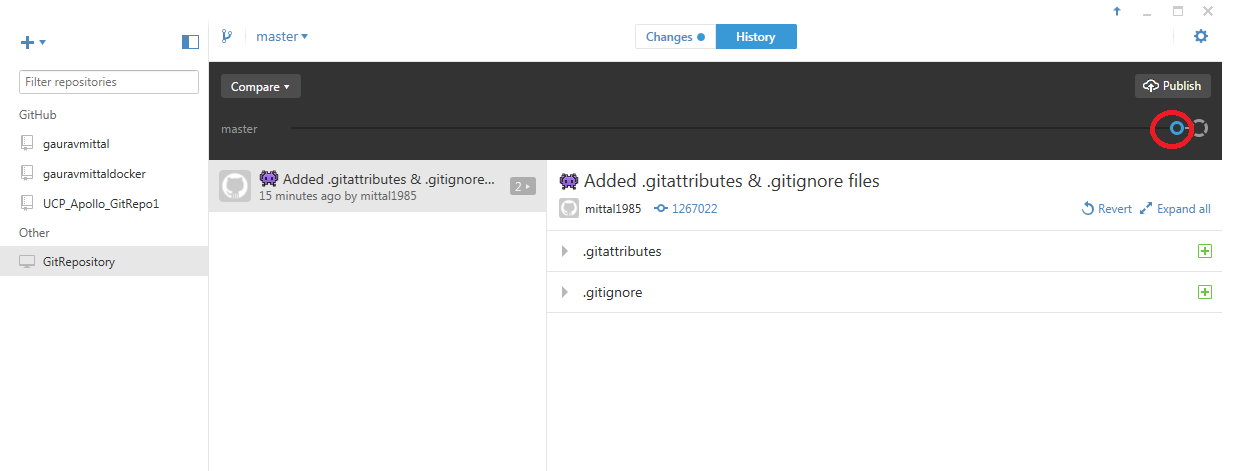 master
Changes
History
Filter repositories
GitHub
gauravmittal
gauravmittaldocker
UCP_Apollo_GitRepo1
Other
GitRepository
Compare
Publish
master
Added .gitattributes & .gitignore...
15 minutes ago by mittal1985
2
Added .gitattributes & .gitignore files
mittal1985
1267022
Revert
Expand all
.gitattributes
.gitignore